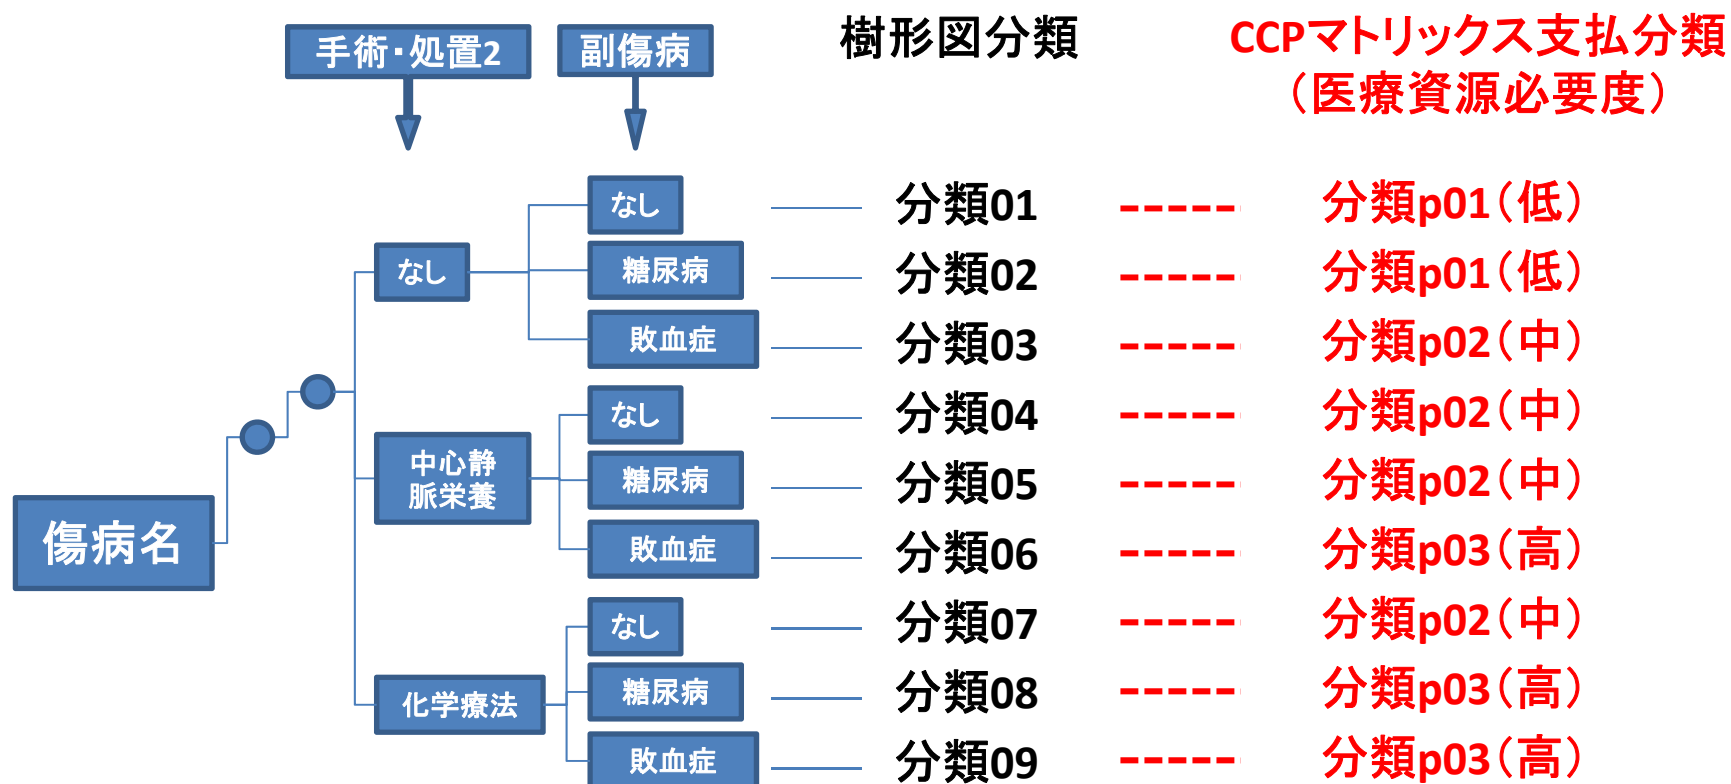 手術・処置2
副傷病
樹形図分類
CCPマトリックス支払分類
（医療資源必要度）
なし
分類01
分類p01（低）
なし
糖尿病
分類02
分類p01（低）
敗血症
分類03
分類p02（中）
なし
分類04
分類p02（中）
中心静
脈栄養
糖尿病
分類05
分類p02（中）
傷病名
敗血症
分類06
分類p03（高）
なし
分類07
分類p02（中）
化学療法
糖尿病
分類08
分類p03（高）
敗血症
分類09
分類p03（高）